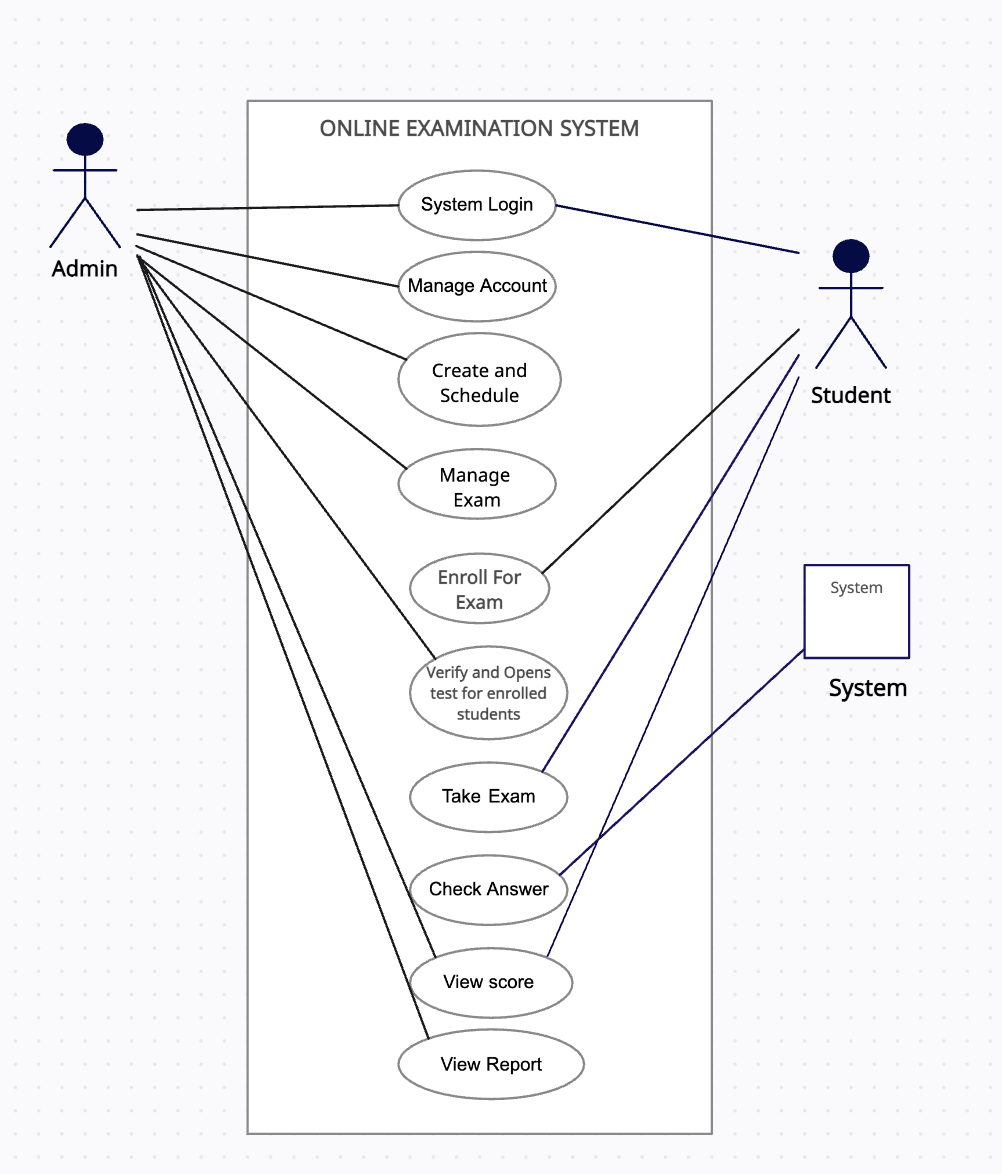 ONLINE EXAMINATION SYSTEM
System Login
Admin
Manage Account
Create and
Schedule
Student
Manage
Exam
Enroll For
Exam
System
Verify and Opens
test for enrolled
students
System
Take Exam
Check Answer
View score
View Report